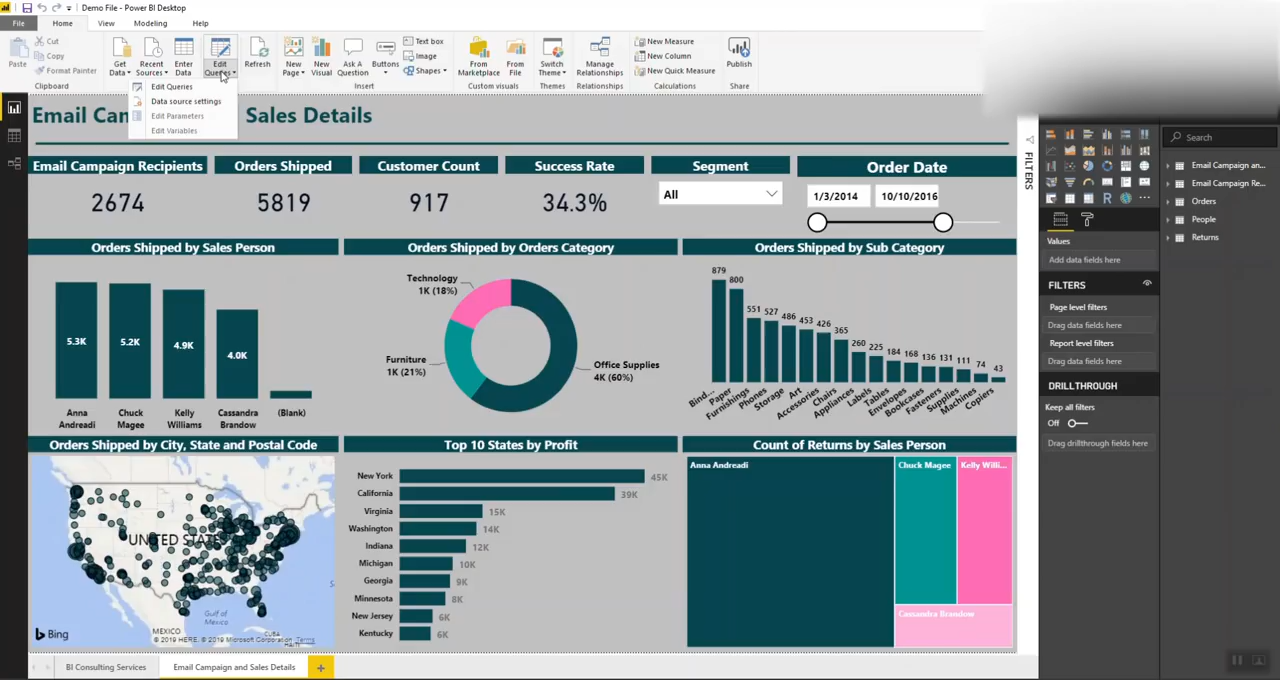 Demo File - Power BI Desktop
File Home View Modeling Help
Paste
Cut
Copy
Format Painter
Clipboard
Get Data
Recent Sources
Enter Data
Edit Queries
Refresh
New Page
New Visual
Ask A Question
Buttons
Text box
Image
Shapes
Insert
From Marketplace
From File
Custom visuals
Switch Theme
Themes
Manage Relationships
Relationships
New Measure
New Column
New Quick Measure
Calculations
Publish
Share
Edit Queries
Data source settings
Edit Parameters
Edit Variables
Email Can Sales Details
Email Campaign Recipients
2674
Orders Shipped
5819
Customer Count
917
Success Rate
34.3%
Segment
All
Order Date
1/3/2014 10/10/2016
Orders Shipped by Sales Person
5.3K 5.2K 4.9K 4.0K
Anna Andreadi
Chuck Magee
Kelly Williams
Cassandra Brandow
(Blank)
Orders Shipped by Orders Category
Technology
1K (18%)
Furniture
1K (21%)
Office Supplies
4K (60%)
Orders Shipped by Sub Category
879 800 551 527 486 453 426 365 260 225 184 168 136 131 111 74 43
Bind... Paper Furnishings Phones Storage Art Accessories Chairs Appliances Labels Tables Envelopes Bookcases Fasteners Supplies Machines Copiers
Orders Shipped by City, State and Postal Code
UNITED STATES
Gulf of
Mexico
MEXICO
CUBA
HAITI
Bing
© 2019 HERE, © 2019 Microsoft Corporation Terms
Top 10 States by Profit
New York 45K
California 39K
Virginia 15K
Washington 14K
Indiana 12K
Michigan 10K
Georgia 9K
Minnesota 8K
New Jersey 6K
Kentucky 6K
Count of Returns by Sales Person
Anna Andreadi
Chuck Magee
Kelly Willi...
Cassandra Brandow
FILTERS
Values
Add data fields here
FILTERS
Page level filters
Drag data fields here
Report level filters
Drag data fields here
DRILLTHROUGH
Keep all filters
Off
Drag drillthrough fields here
Search
Email Campaign an...
Email Campaign Re...
Orders
People
Returns
BI Consulting Services
Email Campaign and Sales Details